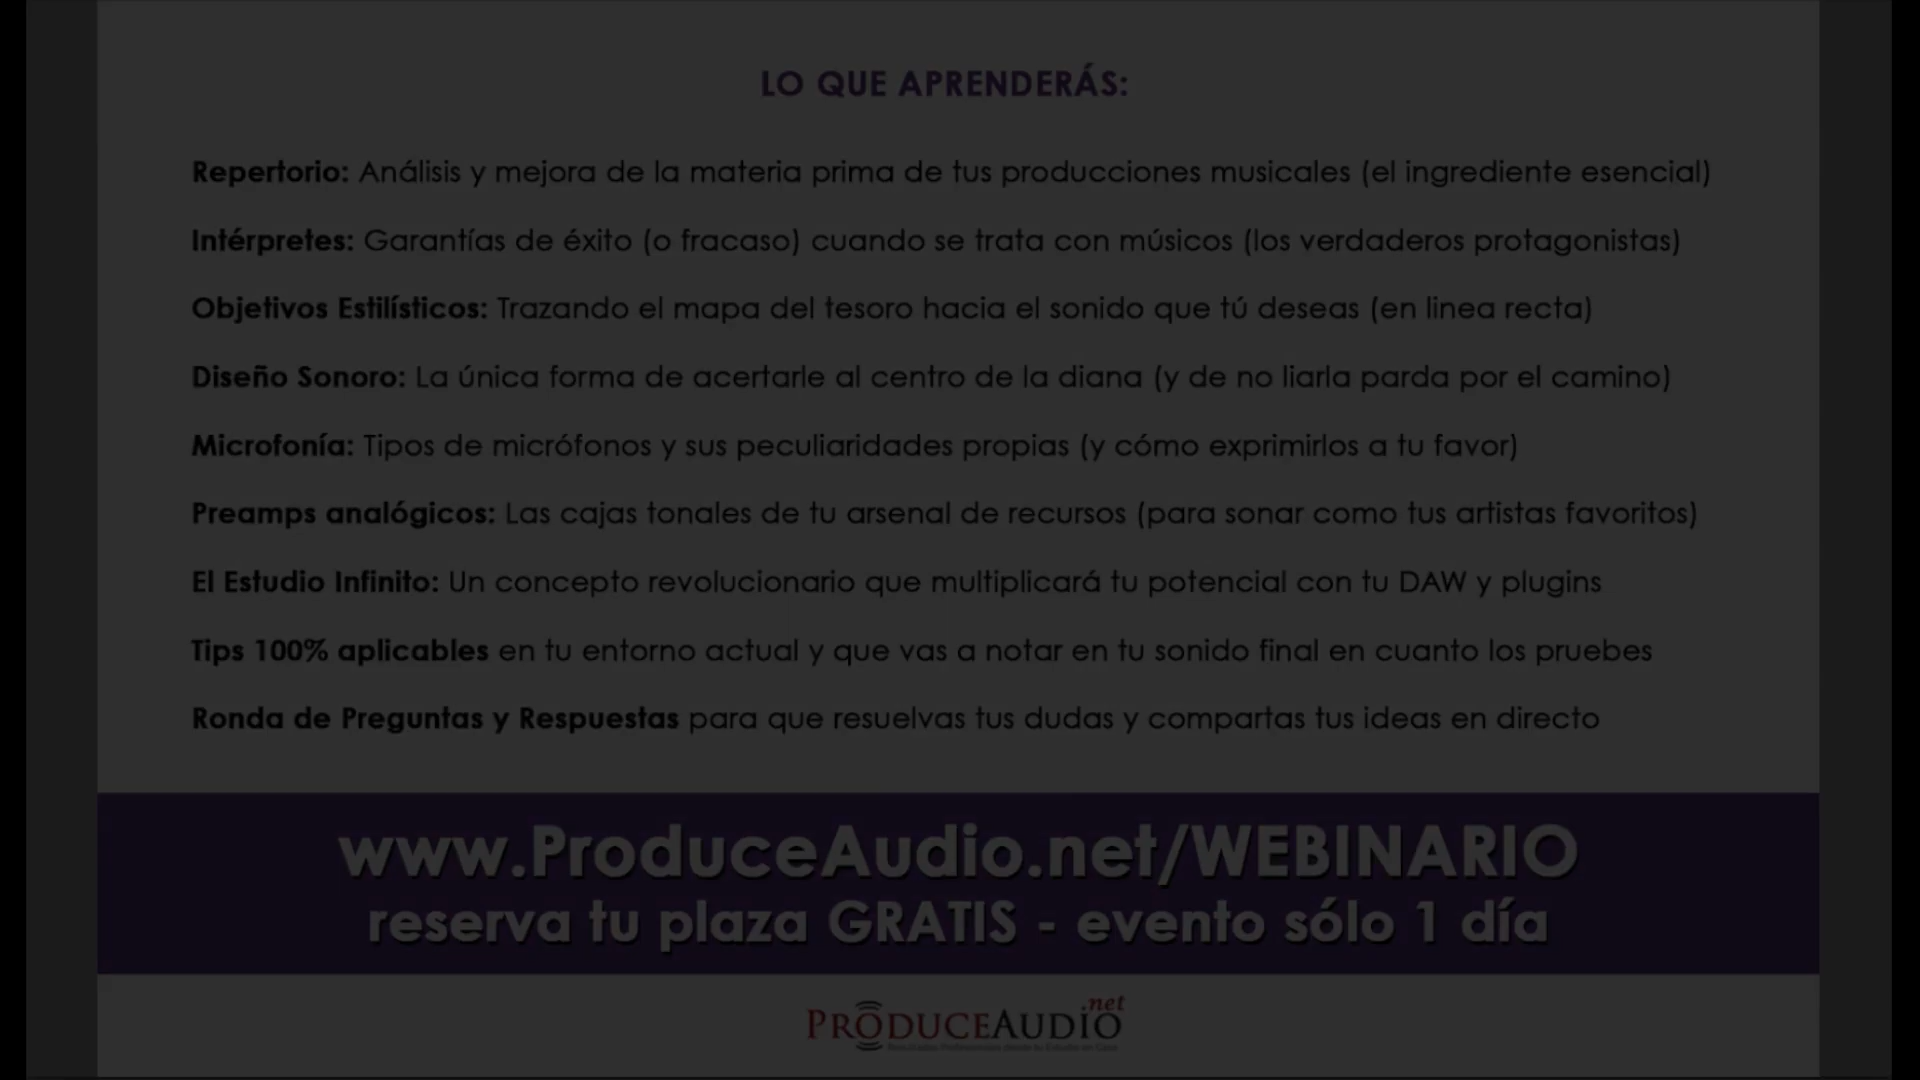 LO QUE APRENDERÁS:
Repertorio: Análisis y mejora de la materia prima de tus producciones musicales (el ingrediente esencial)
Intérpretes: Garantías de éxito (o fracaso) cuando se trata con músicos (los verdaderos protagonistas)
Objetivos Estilísticos: Trazando el mapa del tesoro hacia el sonido que tú deseas (en linea recta)
Diseño Sonoro: La única forma de acertarle al centro de la diana (y de no liarla parda por el camino)
Microfonía: Tipos de micrófonos y sus peculiaridades propias (y cómo exprimirlos a tu favor)
Preamps analógicos: Las cajas tonales de tu arsenal de recursos (para sonar como tus artistas favoritos)
El Estudio Infinito: Un concepto revolucionario que multiplicará tu potencial con tu DAW y plugins
Tips 100% aplicables en tu entorno actual y que vas a notar en tu sonido final en cuanto los pruebes
Ronda de Preguntas y Respuestas para que resuelvas tus dudas y compartas tus ideas en directo
www.ProduceAudio.net/WEBINARIO
reserva tu plaza GRATIS - evento sólo 1 día
PRODUCEAUDIO.net